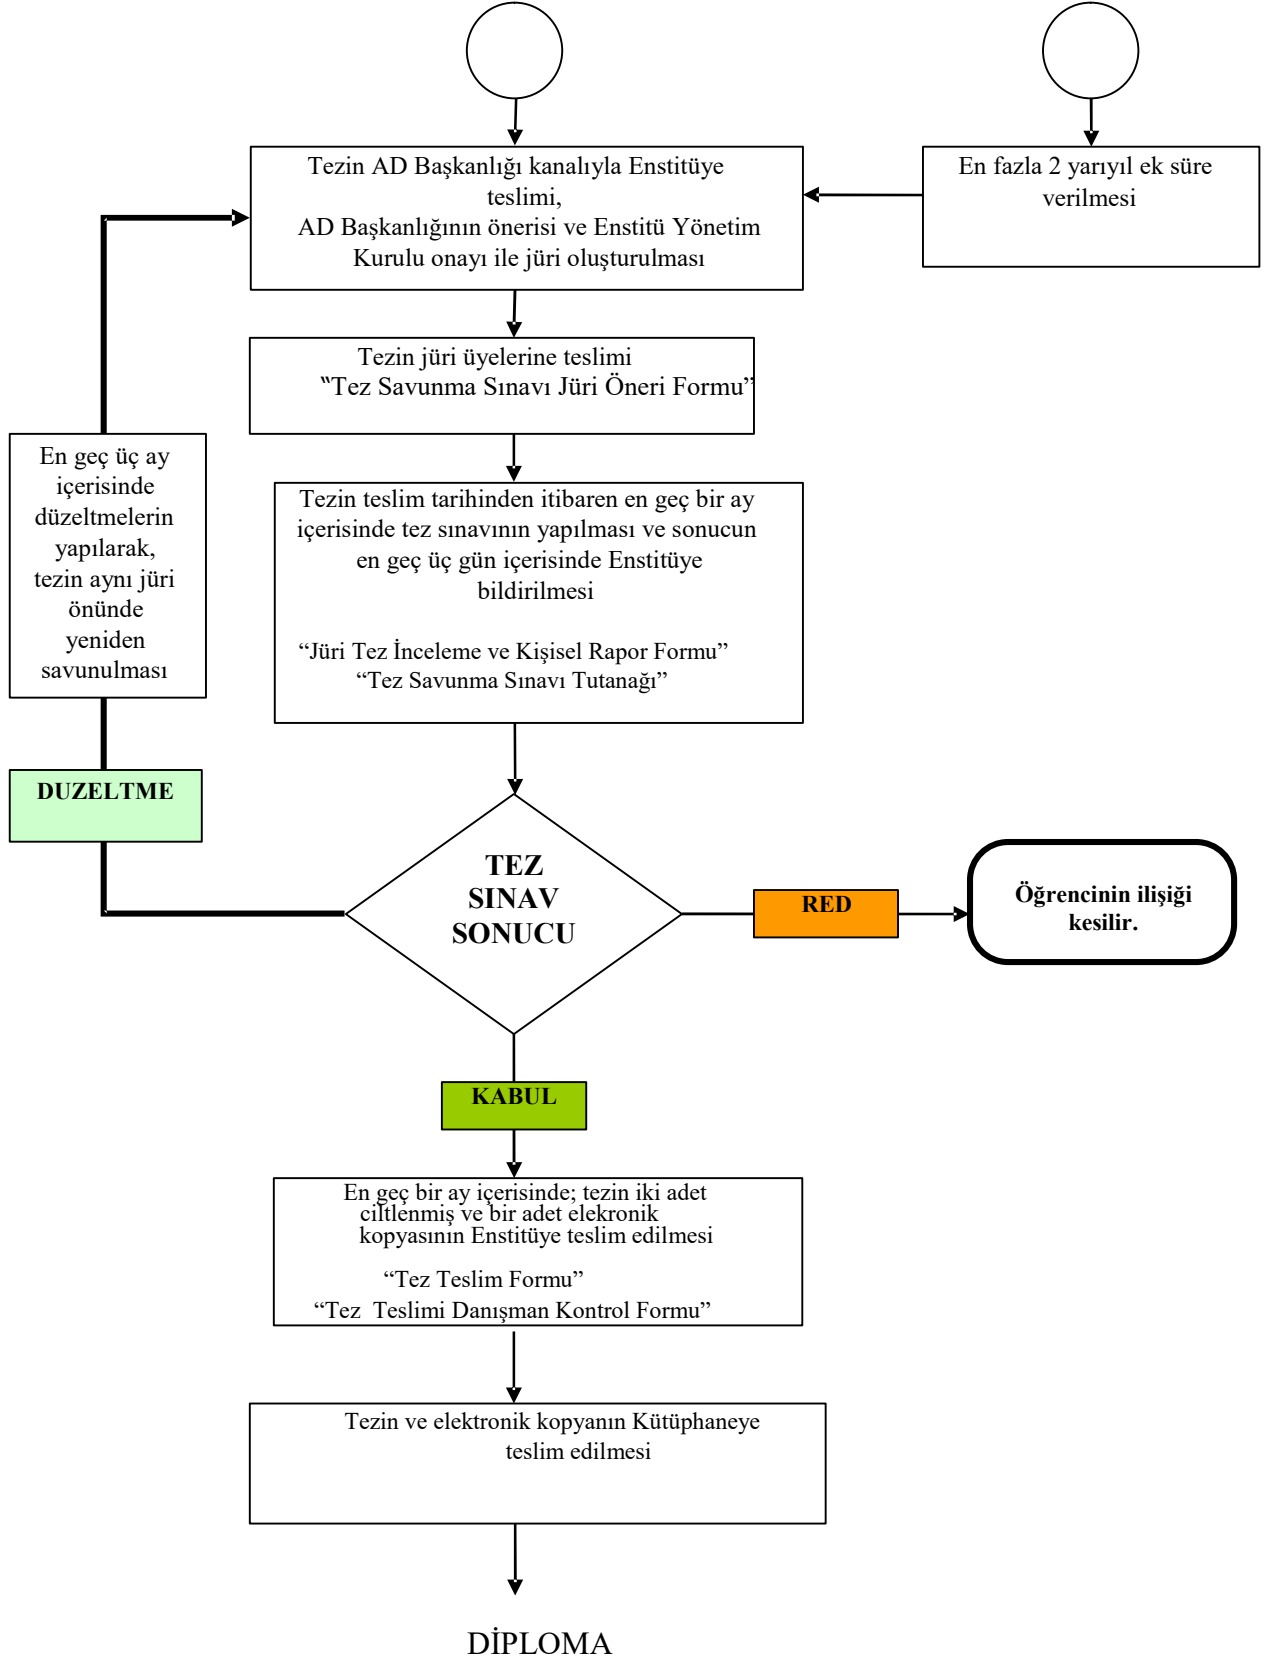 Tezin AD Başkanlığı kanalıyla Enstitüye
teslimi,
AD Başkanlığının önerisi ve Enstitü Yönetim
Kurulu onayı ile jüri oluşturulması
En fazla 2 yarıyıl ek süre
verilmesi
Tezin jüri üyelerine teslimi
“Tez Savunma Sınavı Jüri Öneri Formu”
En geç üç ay
içerisinde
düzeltmelerin
yapılarak,
tezin aynı jüri
önünde
yeniden
savunulması
Tezin teslim tarihinden itibaren en geç bir ay
içerisinde tez sınavının yapılması ve sonucun
en geç üç gün içerisinde Enstitüye
bildirilmesi
“Jüri Tez İnceleme ve Kişisel Rapor Formu”
“Tez Savunma Sınavı Tutanağı”
DUZELTME
TEZ
SINAV
SONUCU
RED
Öğrencinin ilişiği
kesilir.
KABUL
En geç bir ay içerisinde; tezin iki adet
ciltlenmiş ve bir adet elekronik
kopyasının Enstitüye teslim edilmesi
“Tez Teslim Formu”
“Tez  Teslimi Danışman Kontrol Formu”
Tezin ve elektronik kopyanın Kütüphaneye
teslim edilmesi
DİPLOMA